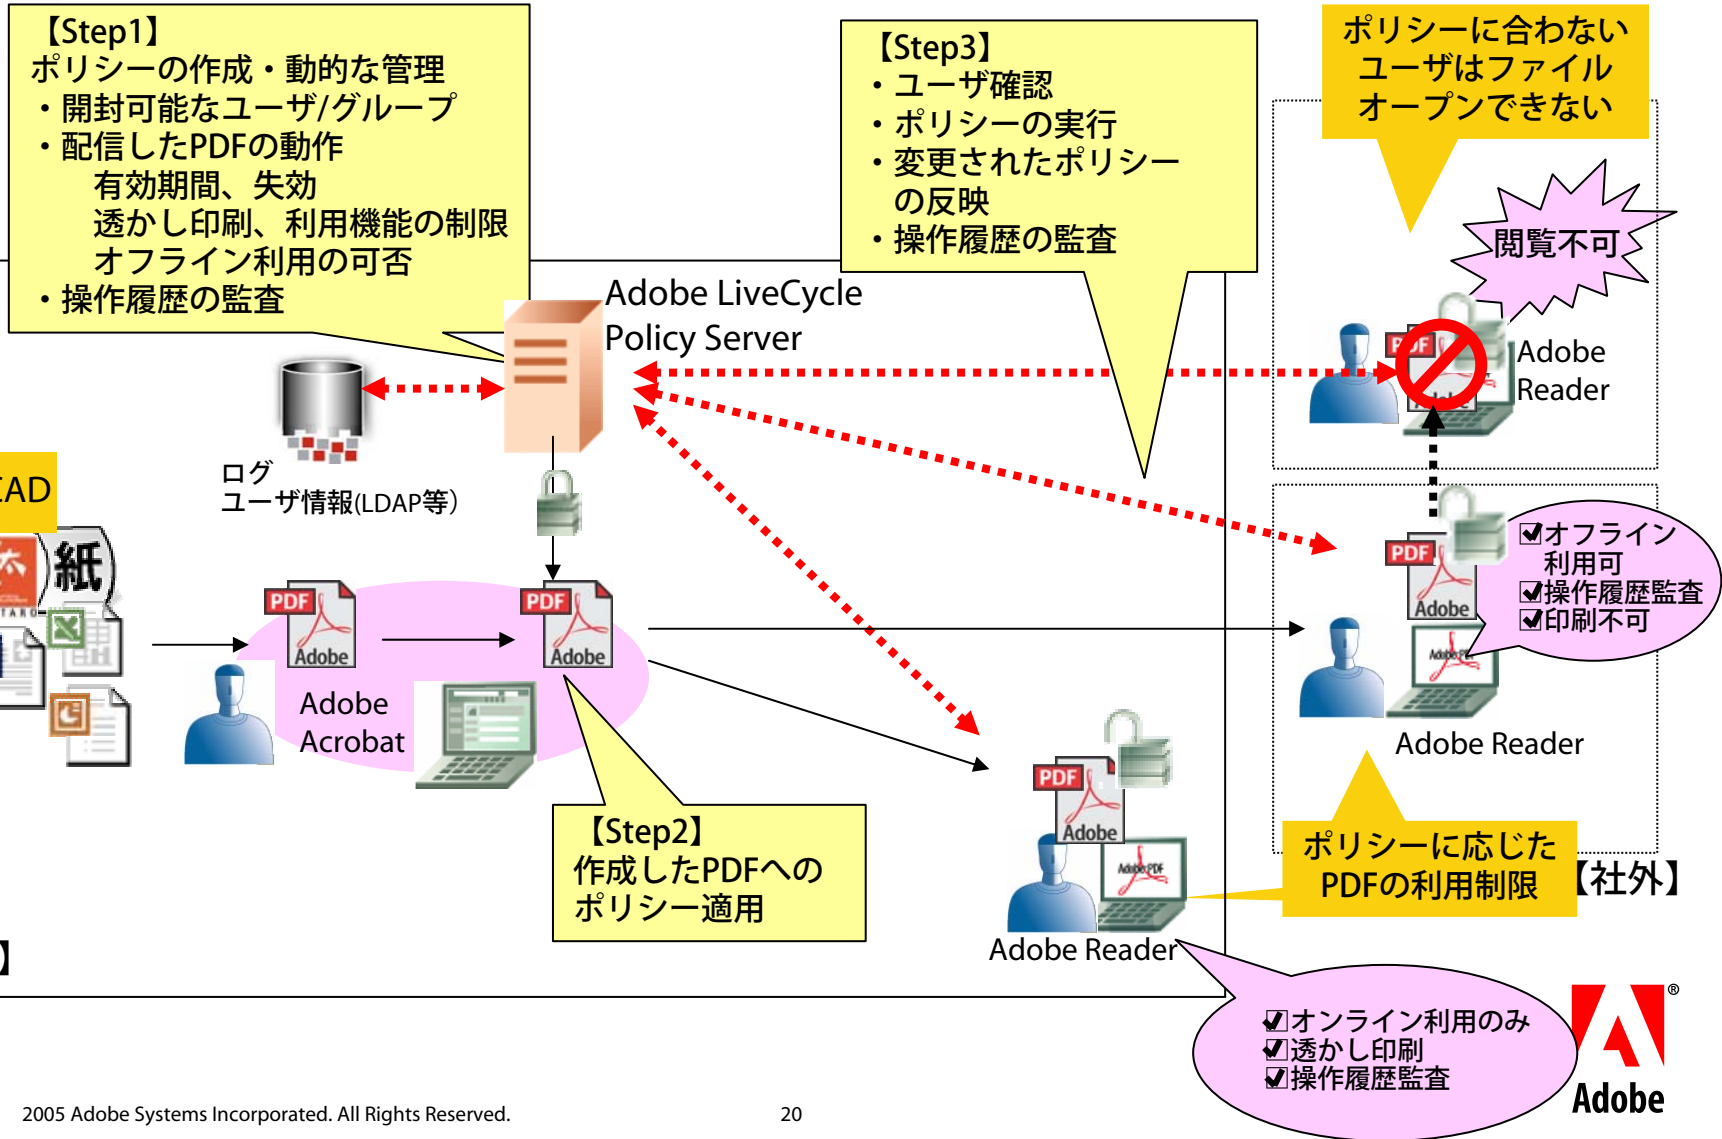 【Step1】
ポリシーの作成・動的な管理
・開封可能なユーザ/グループ
・配信したPDFの動作
有効期間、失効
透かし印刷、利用機能の制限
オフライン利用の可否
・操作履歴の監査
【Step3】
・ユーザ確認
・ポリシーの実行
・変更されたポリシー
の反映
・操作履歴の監査
ポリシーに合わない
ユーザはファイル
オープンできない
閲覧不可
Adobe LiveCycle
Policy Server
PDF
Adobe
Adobe
Reader
ログ
ユーザ情報(LDAP等）
CAD
太
紙
PDF
Adobe
PDF
Adobe
Adobe
Acrobat
PDF
Adobe
Adobe PDF
オフライン
利用可
操作履歴監査
印刷不可
Adobe Reader
【Step2】
作成したPDFへの
ポリシー適用
PDF
Adobe
Adobe PDF
Adobe Reader
ポリシーに応じた
PDFの利用制限
【社外】
】
オンライン利用のみ
透かし印刷
操作履歴監査
Adobe
®
2005 Adobe Systems Incorporated. All Rights Reserved.
20